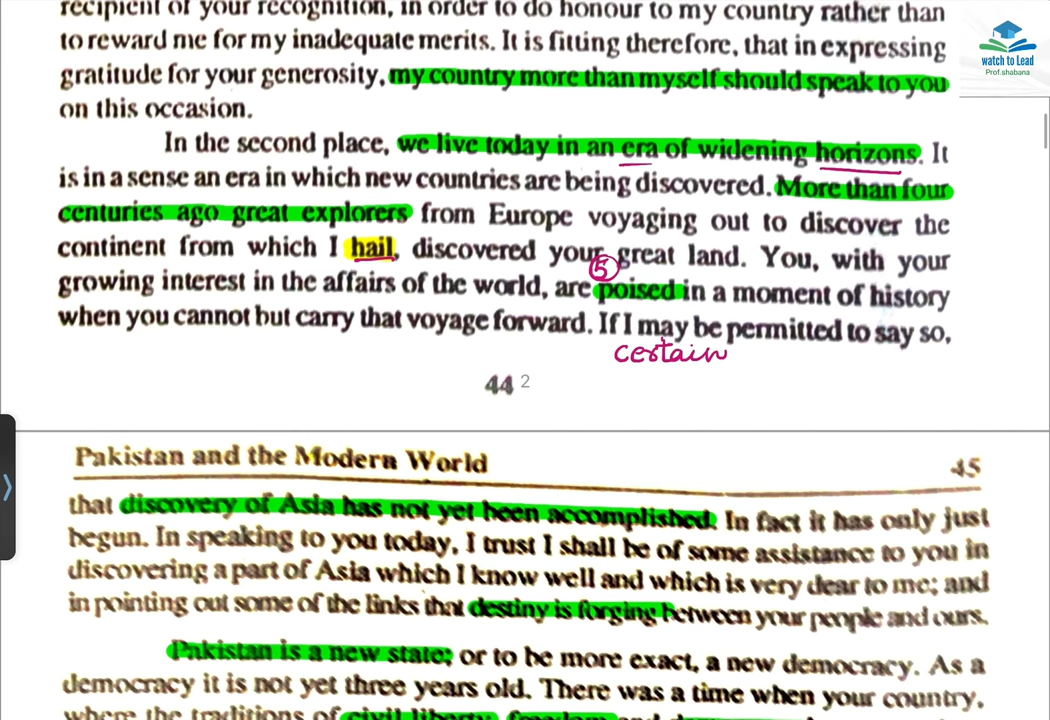 recipient of your recognition, in order to do honour to my country rather than
to reward me for my inadequate merits. It is fitting therefore, that in expressing
gratitude for your generosity, my country more than myself should speak to you
on this occasion.
In the second place, we live today in an era of widening horizons. It
is in a sense an era in which new countries are being discovered. More than four
centuries ago great explorers from Europe voyaging out to discover the
continent from which I hail, discovered your great land. You, with your
5
growing interest in the affairs of the world, are poised in a moment of history
when you cannot but carry that voyage forward. If I may be permitted to say so,
certain
44 2
Pakistan and the Modern World 45
that discovery of Asia has not yet been accomplished. In fact it has only just
begun. In speaking to you today, I trust I shall be of some assistance to you in
discovering a part of Asia which I know well and which is very dear to me; and
in pointing out some of the links that destiny is forging between your people and ours.
Pakistan is a new state; or to be more exact, a new democracy. As a
democracy it is not yet three years old. There was a time when your country,
where the traditions of civil liberty, freedom and
watch to Lead
Prof.shabana